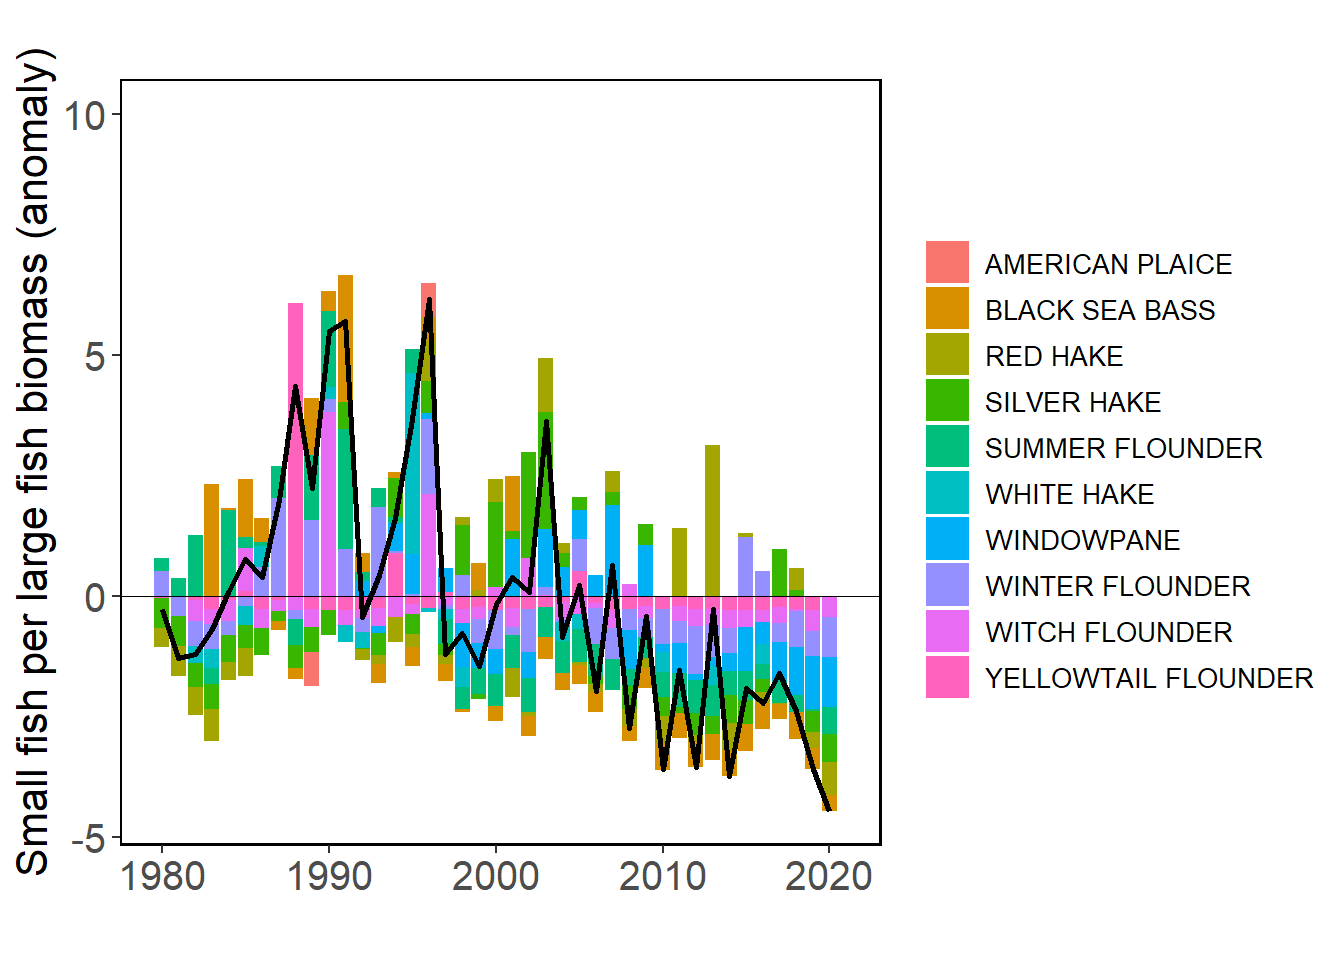 Small fish per large fish biomass (anomaly)
10
5
0
-5
1980 1990 2000 2010 2020
AMERICAN PLAICE
BLACK SEA BASS
RED HAKE
SILVER HAKE
SUMMER FLOUNDER
WHITE HAKE
WINDOWPANE
WINTER FLOUNDER
WITCH FLOUNDER
YELLOWTAIL FLOUNDER